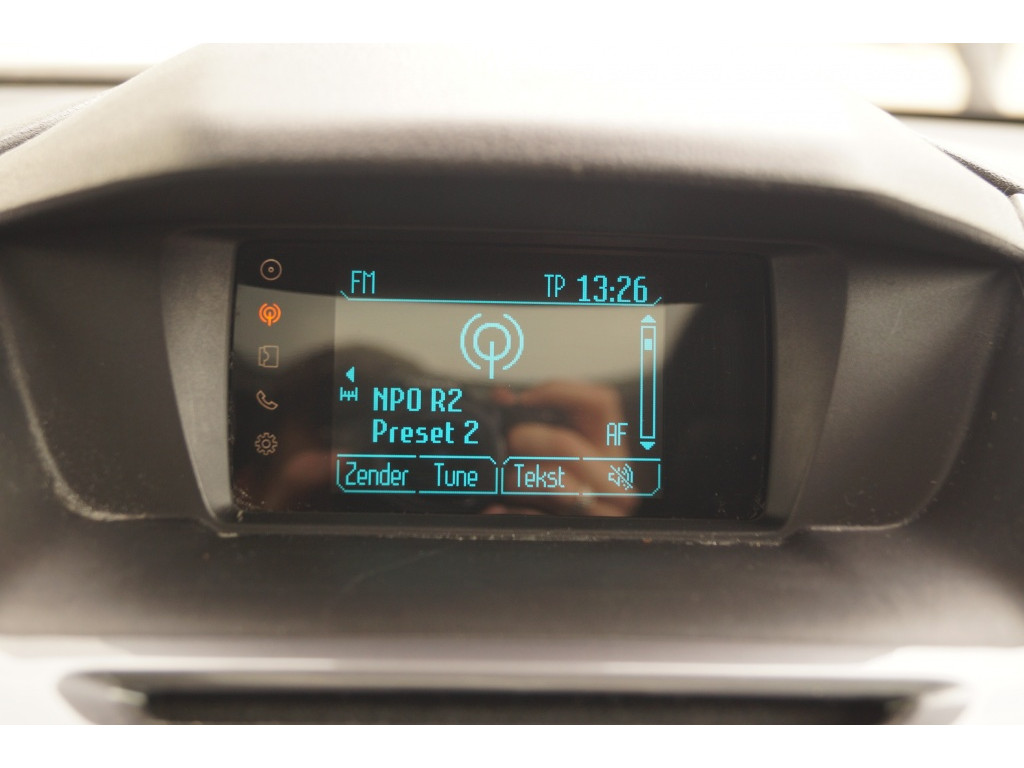 FM TP 13:26
NPO R2
Preset 2 AF
Zender Tune Tekst